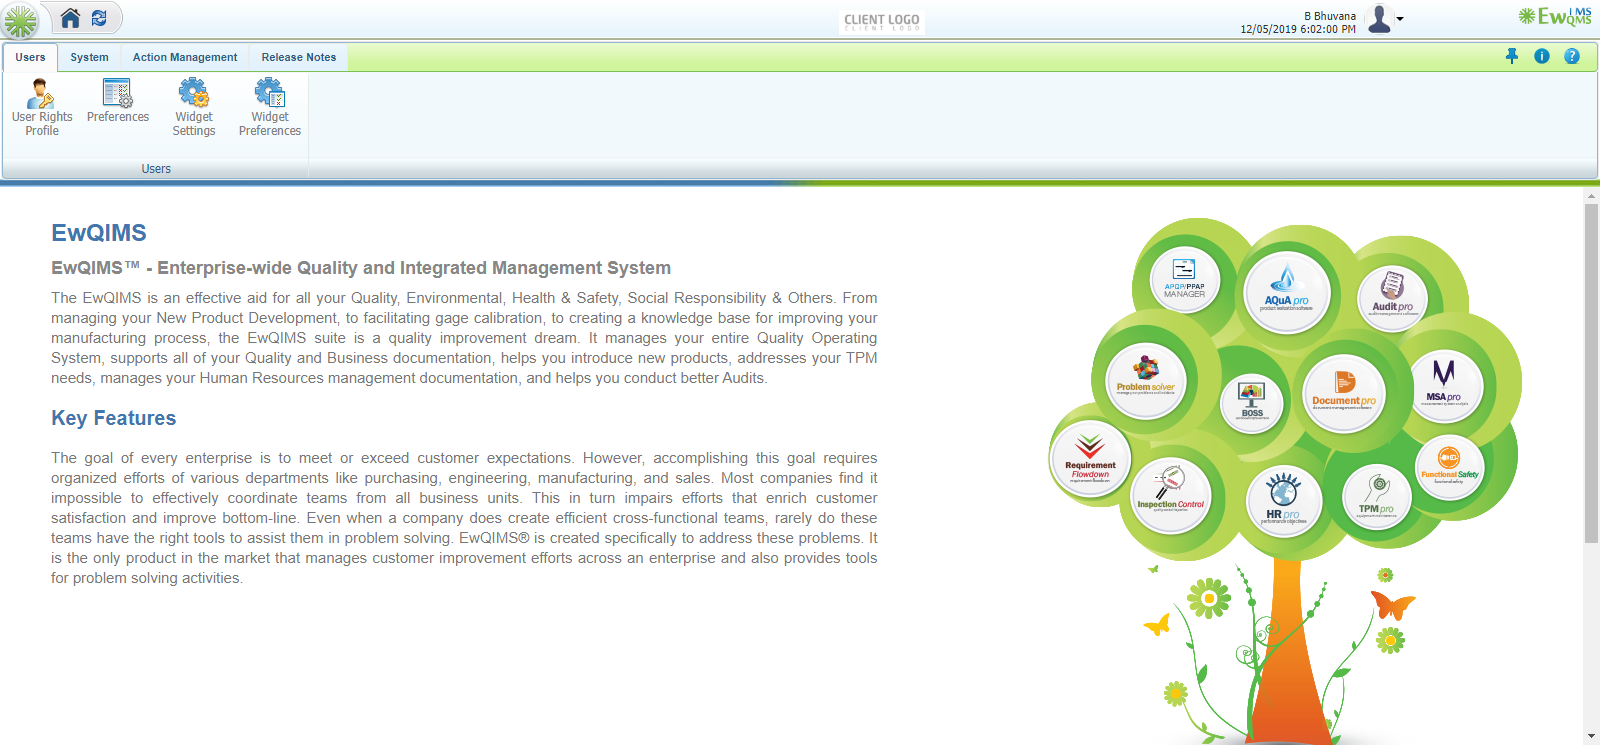 CLIENT LOGO
CLIENT LOGO
B Bhuvana
12/05/2019 6:02:00 PM
EwQIMS
QMS
Users
System
Action Management
Release Notes
User Rights
Profile
Preferences
Widget
Settings
Widget
Preferences
Users
EwQIMS
EwQIMS™ - Enterprise-wide Quality and Integrated Management System
The EwQIMS is an effective aid for all your Quality, Environmental, Health & Safety, Social Responsibility & Others. From
managing your New Product Development, to facilitating gage calibration, to creating a knowledge base for improving your
manufacturing process, the EwQIMS suite is a quality improvement dream. It manages your entire Quality Operating
System, supports all of your Quality and Business documentation, helps you introduce new products, addresses your TPM
needs, manages your Human Resources management documentation, and helps you conduct better Audits.
Key Features
The goal of every enterprise is to meet or exceed customer expectations. However, accomplishing this goal requires
organized efforts of various departments like purchasing, engineering, manufacturing, and sales. Most companies find it
impossible to effectively coordinate teams from all business units. This in turn impairs efforts that enrich customer
satisfaction and improve bottom-line. Even when a company does create efficient cross-functional teams, rarely do these
teams have the right tools to assist them in problem solving. EwQIMS® is created specifically to address these problems. It
is the only product in the market that manages customer improvement efforts across an enterprise and also provides tools
for problem solving activities.
APQP/PPAP
MANAGER
AQuA pro
Audit pro
audit management software
Problem solver
BOSS
Document pro
document management software
MSA pro
Requirement
Flowdown
requirement flowdown
Inspection Control
HR pro
performance objectives
TPM pro
Functional Safety
functional safety